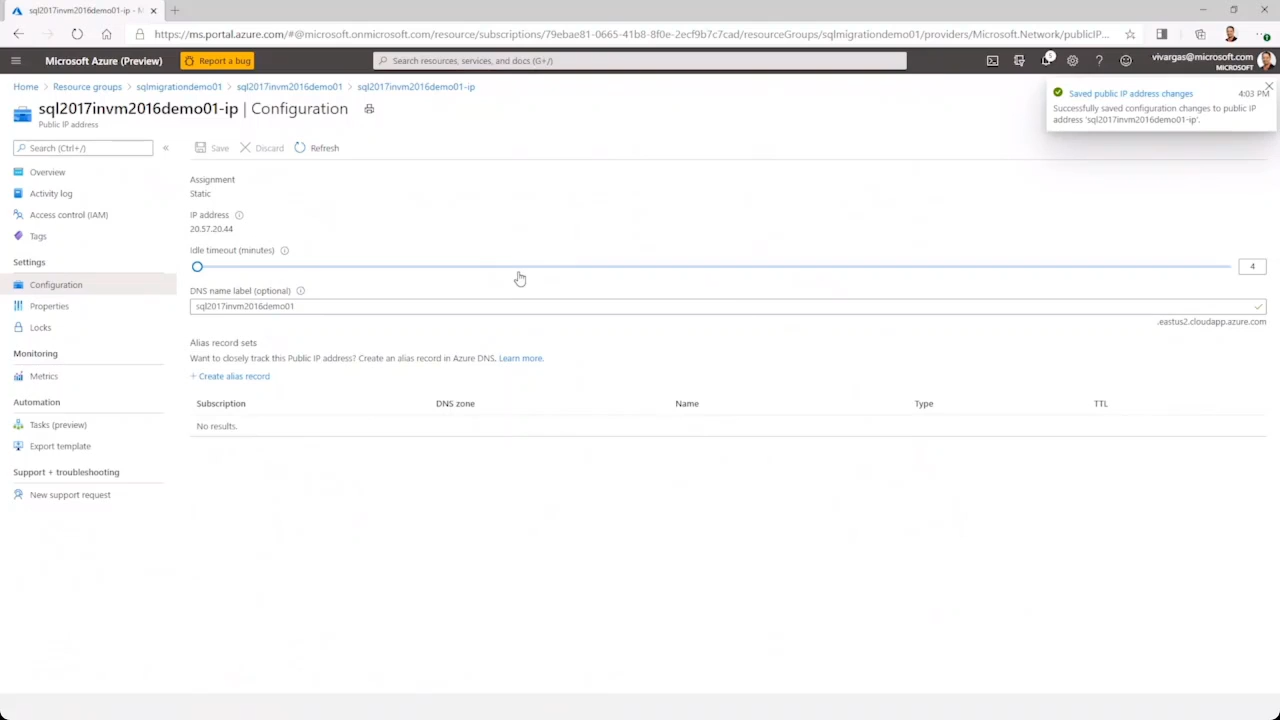 sql2017invm2016demo01-ip - M
https://ms.portal.azure.com/#@microsoft.onmicrosoft.com/resource/subscriptions/79ebae81-0665-41b8-8f0e-2ecf9b7c7cad/resourceGroups/sqlmigrationdemo01/providers/Microsoft.Network/publicIP...
Microsoft Azure (Preview)
Report a bug
Search resources, services, and docs (G+/)
1
vivargas@microsoft.com
MICROSOFT
Home > Resource groups > sqlmigrationdemo01 > sql2017invm2016demo01 > sql2017invm2016demo01-ip
sql2017invm2016demo01-ip | Configuration
Public IP address
Saved public IP address changes
4:03 PM
Successfully saved configuration changes to public IP
address 'sql2017invm2016demo01-ip'.
Search (Ctrl+/)
«
Save
Discard
Refresh
Overview
Activity log
Access control (IAM)
Tags
Settings
Configuration
Properties
Locks
Monitoring
Metrics
Automation
Tasks (preview)
Export template
Support + troubleshooting
New support request
Assignment
Static
IP address
20.57.20.44
Idle timeout (minutes)
4
DNS name label (optional)
sql2017invm2016demo01
.eastus2.cloudapp.azure.com
Alias record sets
Want to closely track this Public IP address? Create an alias record in Azure DNS. Learn more.
+ Create alias record
Subscription DNS zone Name Type TTL
No results.